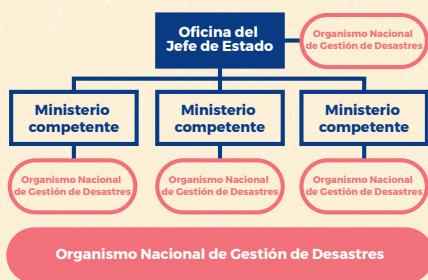 Oficina del
Jefe de Estado
Organismo Nacional
de Gestión de Desastres
Ministerio
competente
Ministerio
competente
Ministerio
competente
Organismo Nacional
de Gestión de Desastres
Organismo Nacional
de Gestión de Desastres
Organismo Nacional
de Gestión de Desastres
Organismo Nacional de Gestión de Desastres